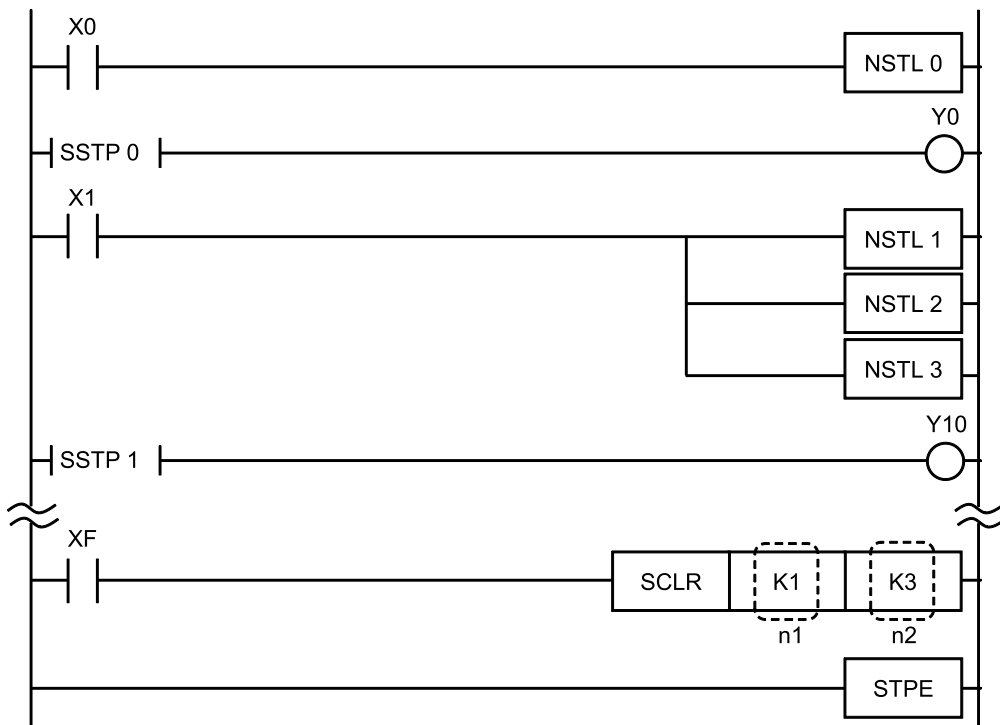 X0
NSTL 0
SSTP 0
Y0
X1
NSTL 1
NSTL 2
NSTL 3
SSTP 1
Y10
XF
SCLR K1 K3
n1 n2
STPE